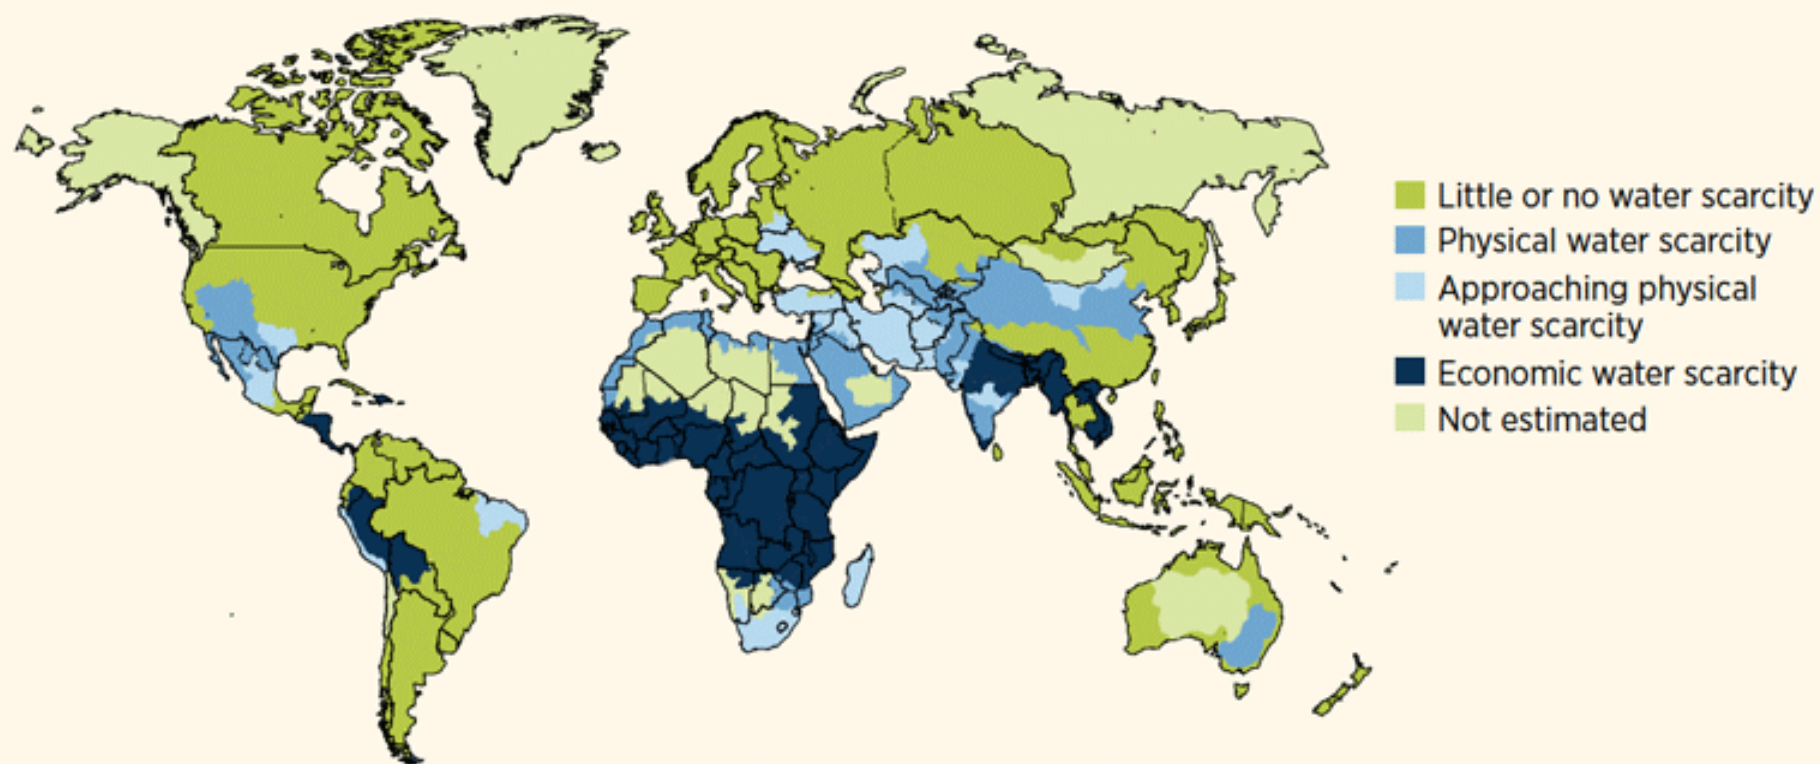 Little or no water scarcity
Physical water scarcity
Approaching physical
water scarcity
Economic water scarcity
Not estimated